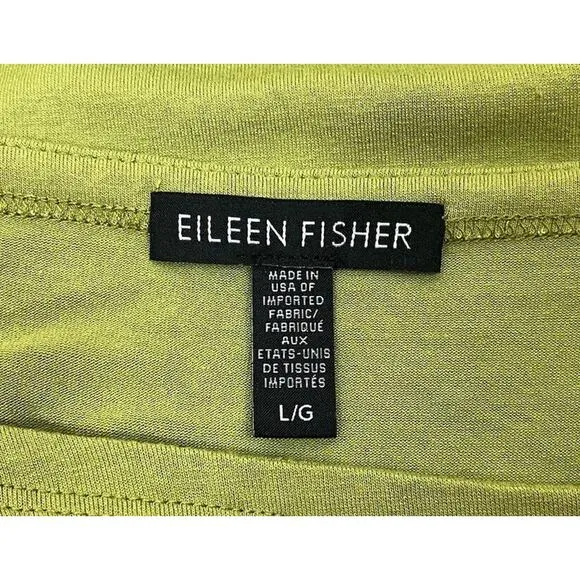 EILEEN FISHER
MADE IN
USA OF
IMPORTED
FABRIC/
FABRIQUÉ
AUX
ETATS-UNIS
DE TISSUS
IMPORTÉS
L/G